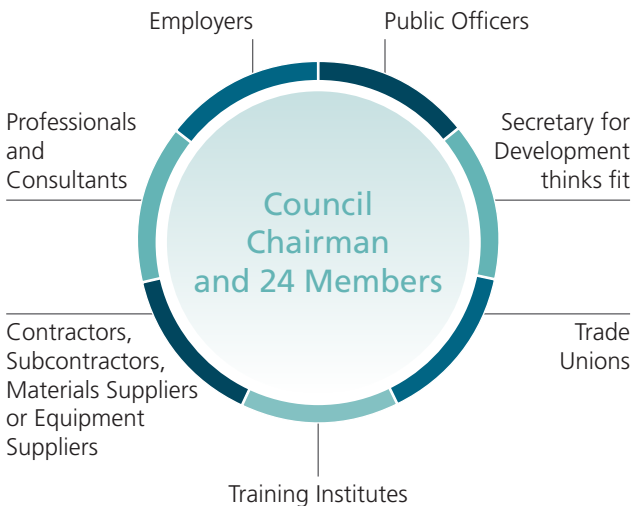 Employers
Public Officers
Professionals
and
Consultants
Secretary for
Development
thinks fit
Council
Chairman
and 24 Members
Contractors,
Subcontractors,
Materials Suppliers
or Equipment
Suppliers
Trade
Unions
Training Institutes